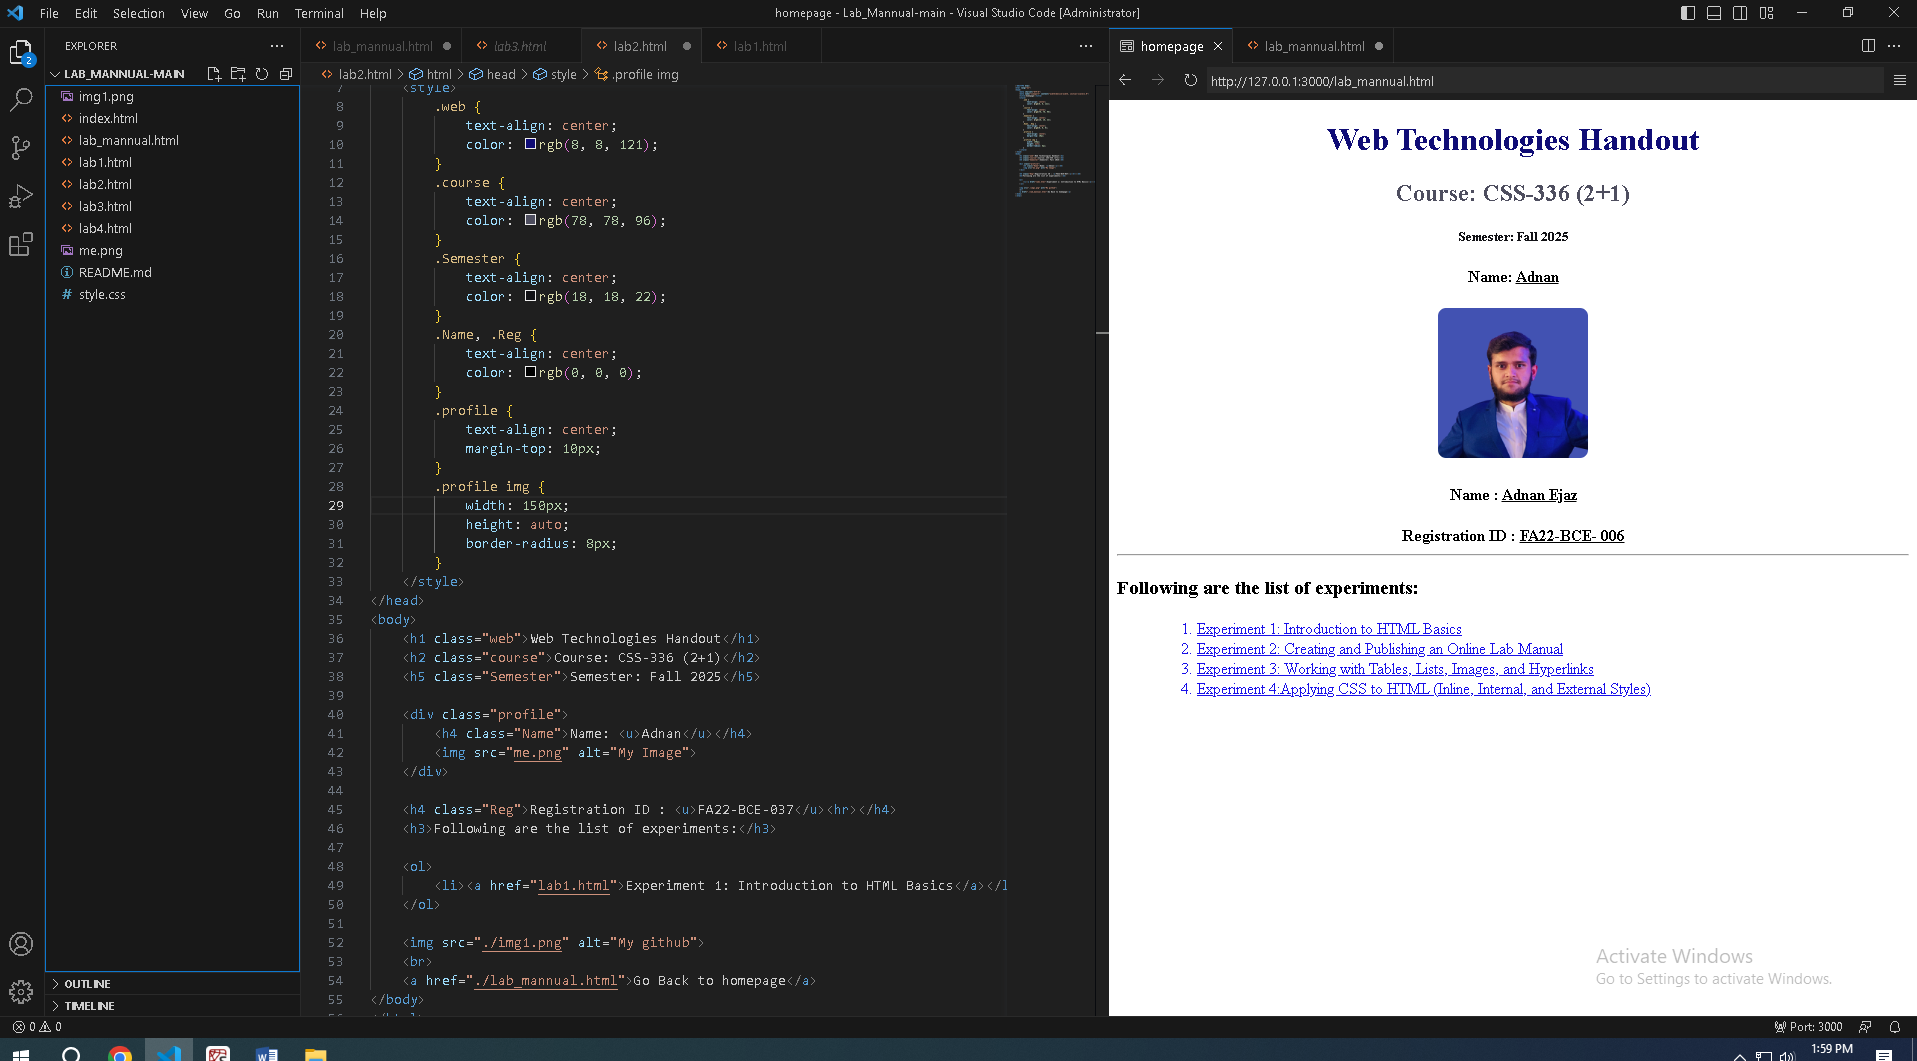 File Edit Selection View Go Run Terminal Help
homepage - Lab_Mannual-main - Visual Studio Code [Administrator]
EXPLORER
LAB_MANNUAL-MAIN
img1.png
index.html
lab_mannual.html
lab1.html
lab2.html
lab3.html
lab4.html
me.png
README.md
style.css
2
OUTLINE
TIMELINE
lab_mannual.html
lab3.html
lab2.html
lab1.html
lab2.html > html > head > style > .profile img
7 <style>
8 .web {
9 text-align: center;
10 color: rgb(8, 8, 121);
11 }
12 .course {
13 text-align: center;
14 color: rgb(78, 78, 96);
15 }
16 .Semester {
17 text-align: center;
18 color: rgb(18, 18, 22);
19 }
20 .Name, .Reg {
21 text-align: center;
22 color: rgb(0, 0, 0);
23 }
24 .profile {
25 text-align: center;
26 margin-top: 10px;
27 }
28 .profile img {
29 width: 150px;
30 height: auto;
31 border-radius: 8px;
32 }
33 </style>
34 </head>
35 <body>
36 <h1 class="web">Web Technologies Handout</h1>
37 <h2 class="course">Course: CSS-336 (2+1)</h2>
38 <h5 class="Semester">Semester: Fall 2025</h5>
39
40 <div class="profile">
41 <h4 class="Name">Name: <u>Adnan</u></h4>
42 <img src="me.png" alt="My Image">
43 </div>
44
45 <h4 class="Reg">Registration ID : <u>FA22-BCE-037</u><hr></h4>
46 <h3>Following are the list of experiments:</h3>
47
48 <ol>
49 <li><a href="lab1.html">Experiment 1: Introduction to HTML Basics</a></l
50 </ol>
51
52 <img src="./img1.png" alt="My github">
53 <br>
54 <a href="./lab_mannual.html">Go Back to homepage</a>
55 </body>
homepage
lab_mannual.html
http://127.0.0.1:3000/lab_mannual.html
Web Technologies Handout
Course: CSS-336 (2+1)
Semester: Fall 2025
Name: Adnan
Name : Adnan Ejaz
Registration ID : FA22-BCE- 006
Following are the list of experiments:
1. Experiment 1: Introduction to HTML Basics
2. Experiment 2: Creating and Publishing an Online Lab Manual
3. Experiment 3: Working with Tables, Lists, Images, and Hyperlinks
4. Experiment 4:Applying CSS to HTML (Inline, Internal, and External Styles)
Activate Windows
Go to Settings to activate Windows.
0 0
Port: 3000
1:59 PM